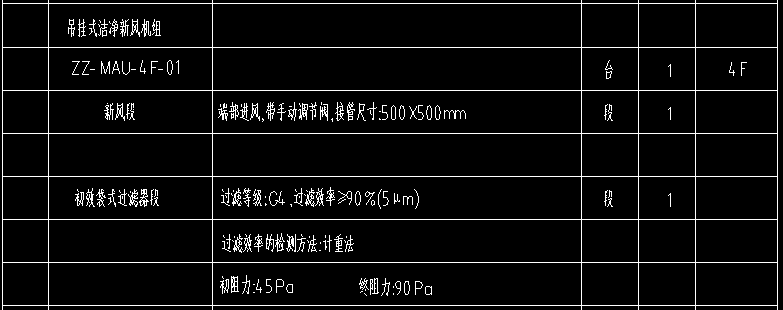 吊挂式洁净新风机组
ZZ-MAU-4F-01 台 1 4F
新风段 端部进风,带手动调节阀,接管尺寸:500X500mm 段 1
初效袋式过滤器段 过滤等级:G4,过滤效率≥90%(5μm) 段 1
过滤效率的检测方法:计重法
初阻力:45Pa 终阻力:90Pa